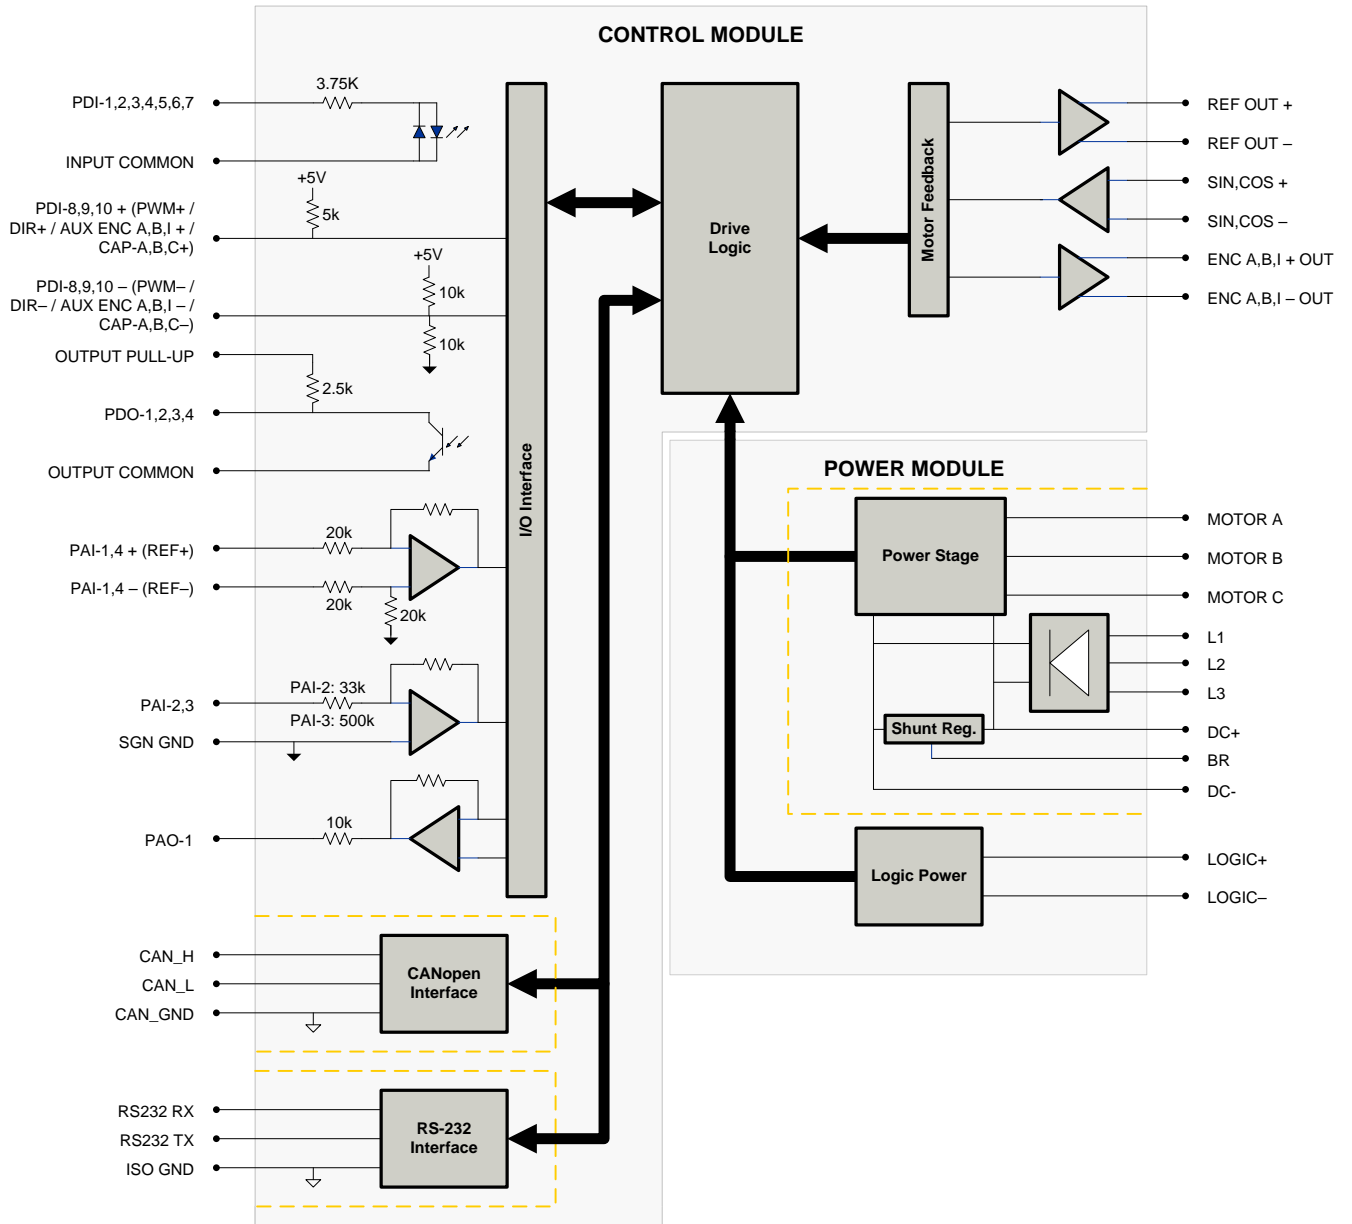 CONTROL MODULE
PDI-1,2,3,4,5,6,7
3.75K
INPUT COMMON
+5V
5k
PDI-8,9,10 + (PWM+ /
DIR+ / AUX ENC A,B,I + /
CAP-A,B,C+)
+5V
10k
10k
PDI-8,9,10 – (PWM– /
DIR– / AUX ENC A,B,I – /
CAP-A,B,C–)
OUTPUT PULL-UP
2.5k
PDO-1,2,3,4
OUTPUT COMMON
PAI-1,4 + (REF+)
20k
PAI-1,4 – (REF–)
20k
20k
PAI-2,3
PAI-2: 33k
PAI-3: 500k
SGN GND
PAO-1
10k
I/O Interface
CAN_H
CAN_L
CAN_GND
CANopen
Interface
RS232 RX
RS232 TX
ISO GND
RS-232
Interface
Drive
Logic
Motor Feedback
REF OUT +
REF OUT –
SIN,COS +
SIN,COS –
ENC A,B,I + OUT
ENC A,B,I – OUT
POWER MODULE
Power Stage
MOTOR A
MOTOR B
MOTOR C
L1
L2
L3
Shunt Reg.
DC+
BR
DC-
Logic Power
LOGIC+
LOGIC–